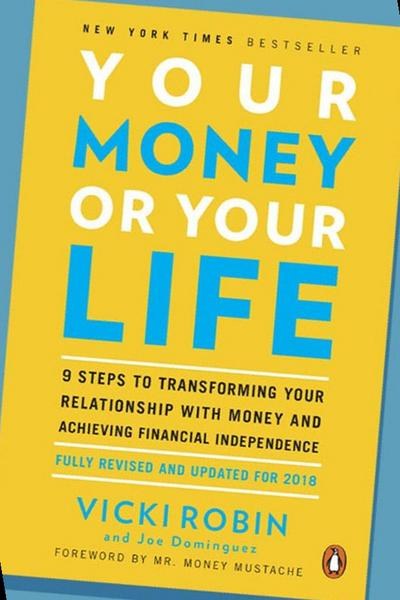 NEW YORK TIMES BESTSELLER
YOUR
MONEY
OR YOUR
LIFE
9 STEPS TO TRANSFORMING YOUR
RELATIONSHIP WITH MONEY AND
ACHIEVING FINANCIAL INDEPENDENCE
FULLY REVISED AND UPDATED FOR 2018
VICKI ROBIN
and Joe Dominguez
FOREWORD BY MR. MONEY MUSTACHE